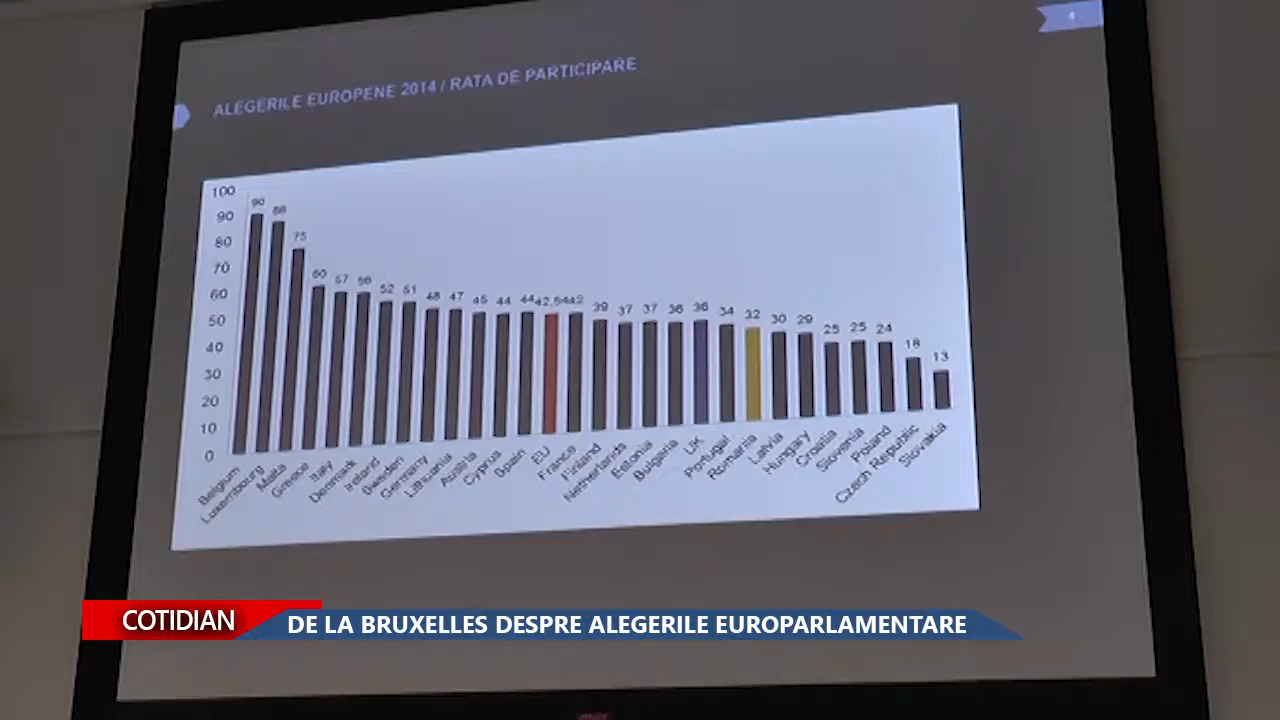 4
ALEGERILE EUROPENE 2014 / RATA DE PARTICIPARE
100
90
80
70
60
50
40
30
20
10
0
90 88 75 60 57 56 52 51 48 47 45 44 44 42,54 42 39 37 37 36 36 34 32 30 29 25 25 24 18 13
Belgium
Luxembourg
Malta
Greece
Italy
Denmark
Ireland
Sweden
Germany
Lithuania
Austria
Cyprus
Spain
EU
France
Finland
Netherlands
Estonia
Bulgaria
UK
Portugal
Romania
Latvia
Hungary
Croatia
Slovenia
Poland
Czech Republic
Slovakia
COTIDIAN
DE LA BRUXELLES DESPRE ALEGERILE EUROPARLAMENTARE